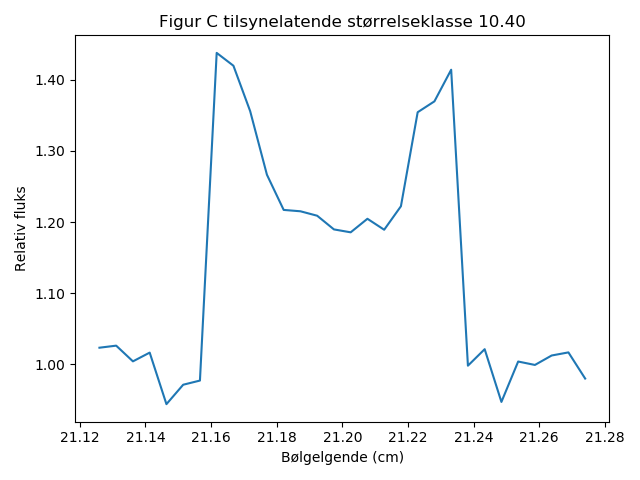 Figur C tilsynelatende størrelseklasse 10.40
1.40
1.30
1.20
1.10
1.00
Relativ fluks
21.12 21.14 21.16 21.18 21.20 21.22 21.24 21.26 21.28
Bølgelgende (cm)